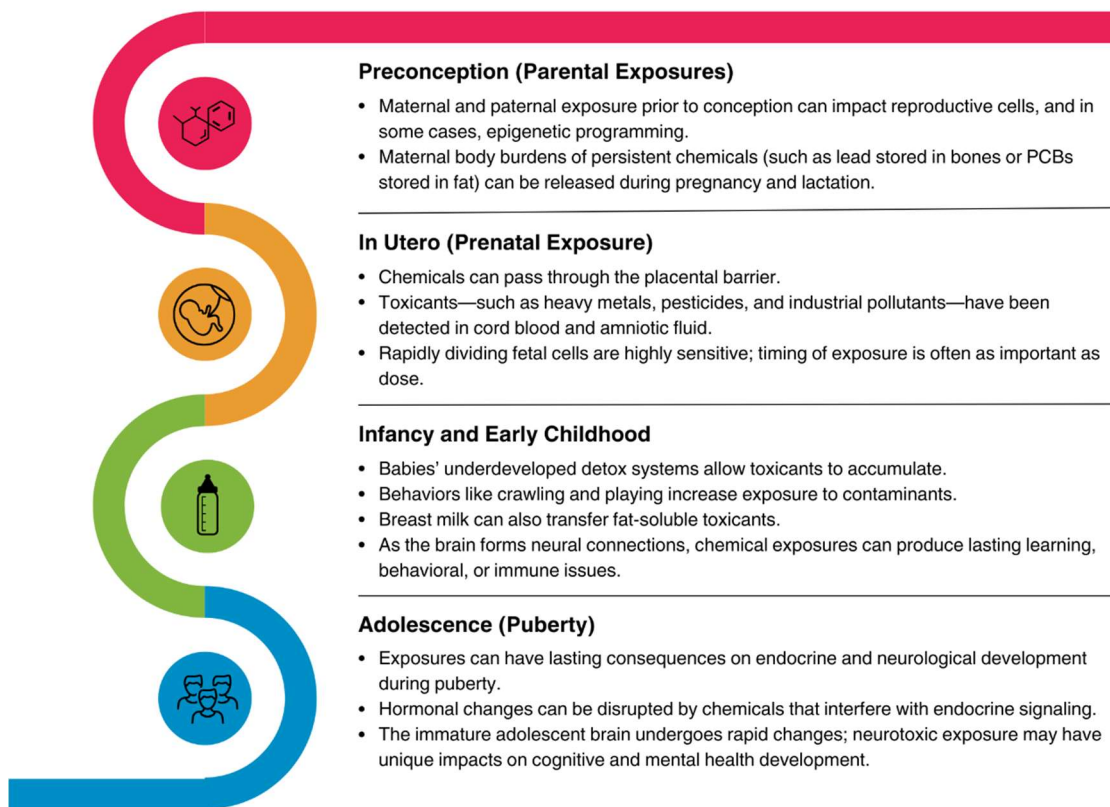 Preconception (Parental Exposures)
• Maternal and paternal exposure prior to conception can impact reproductive cells, and in
some cases, epigenetic programming.
• Maternal body burdens of persistent chemicals (such as lead stored in bones or PCBs
stored in fat) can be released during pregnancy and lactation.
In Utero (Prenatal Exposure)
• Chemicals can pass through the placental barrier.
• Toxicants—such as heavy metals, pesticides, and industrial pollutants—have been
detected in cord blood and amniotic fluid.
• Rapidly dividing fetal cells are highly sensitive; timing of exposure is often as important as
dose.
Infancy and Early Childhood
• Babies’ underdeveloped detox systems allow toxicants to accumulate.
• Behaviors like crawling and playing increase exposure to contaminants.
• Breast milk can also transfer fat-soluble toxicants.
• As the brain forms neural connections, chemical exposures can produce lasting learning,
behavioral, or immune issues.
Adolescence (Puberty)
• Exposures can have lasting consequences on endocrine and neurological development
during puberty.
• Hormonal changes can be disrupted by chemicals that interfere with endocrine signaling.
• The immature adolescent brain undergoes rapid changes; neurotoxic exposure may have
unique impacts on cognitive and mental health development.